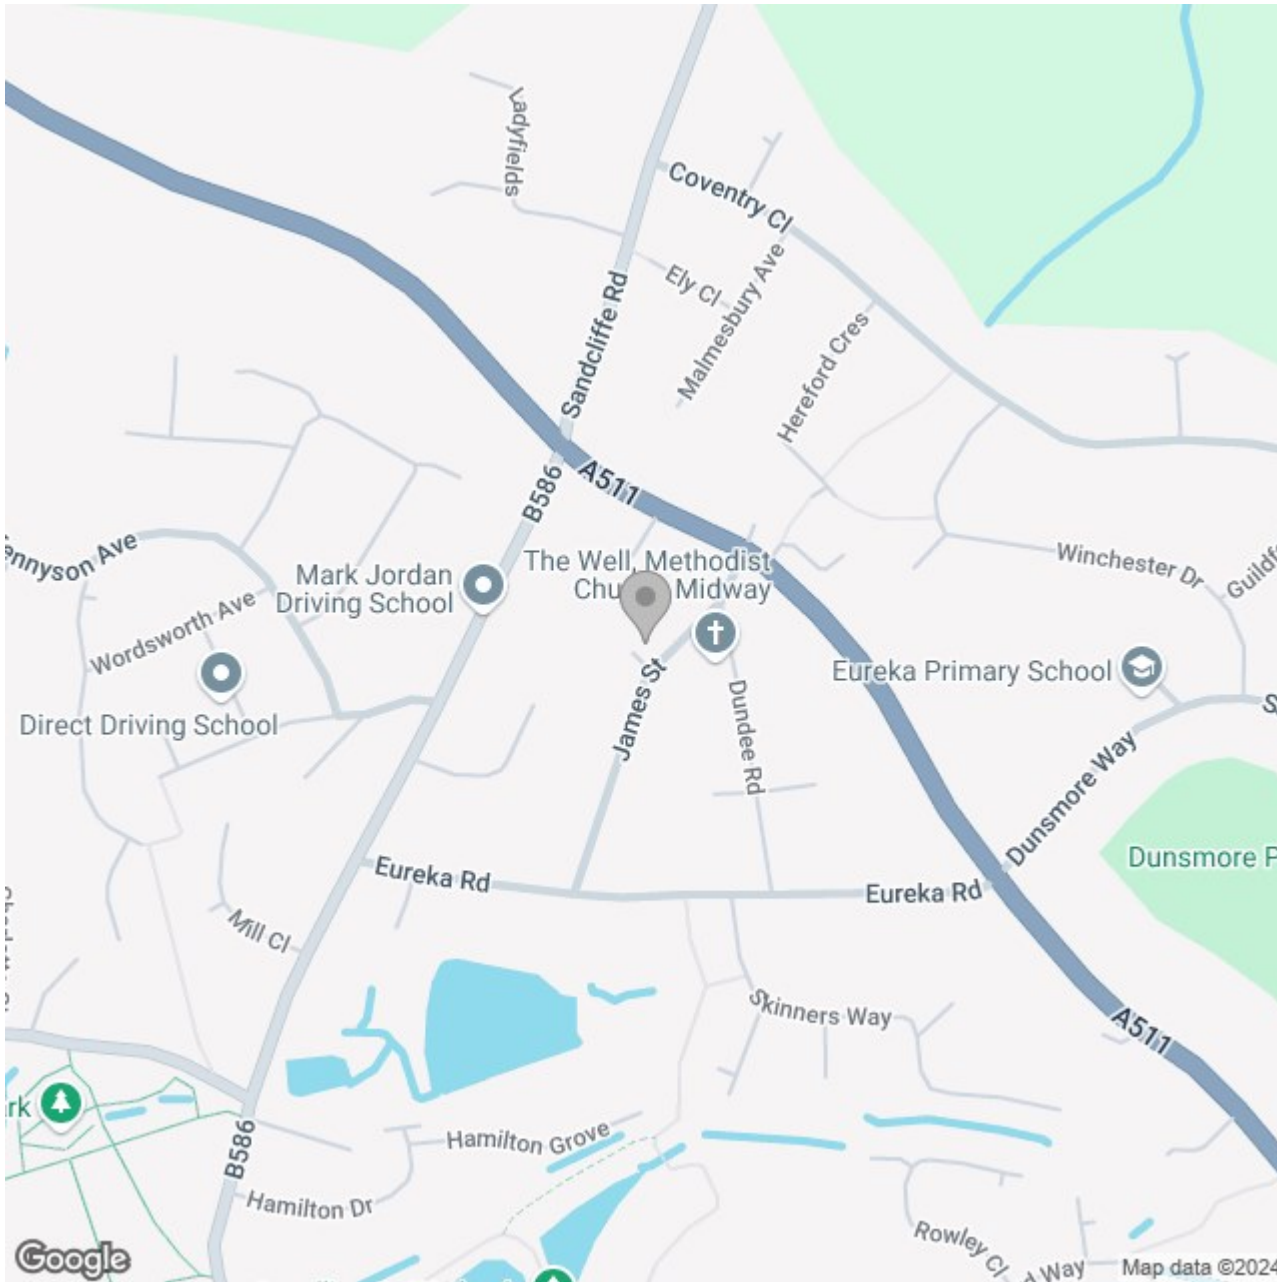 Ladyfields
Coventry Cl
Ely Cl
Malmesbury Ave
Sandcliffe Rd
Hereford Cres
A511
B586
ennyson Ave
The Well, Methodist
Chu Midway
Mark Jordan
Driving School
Winchester Dr
Guildf
Wordsworth Ave
Eureka Primary School
James St
Dundee Rd
Direct Driving School
Dunsmore Way
Eureka Rd
Eureka Rd
Dunsmore P
Mill Cl
Skinners Way
A511
rk
B586
Hamilton Grove
Hamilton Dr
Rowley Cl
d Way
Google
Map data ©2024